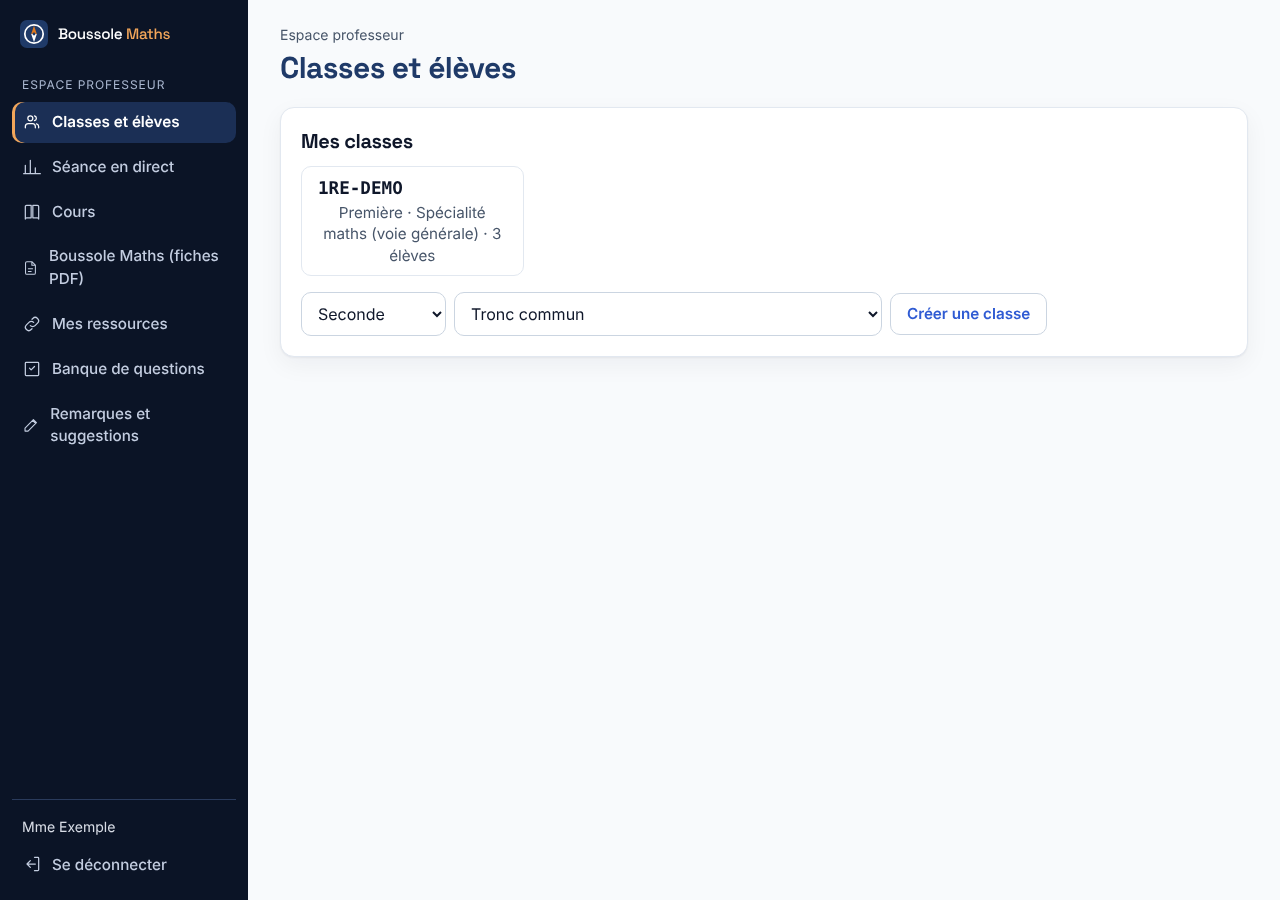 Boussole Maths
ESPACE PROFESSEUR
Classes et élèves
Séance en direct
Cours
Boussole Maths (fiches
PDF)
Mes ressources
Banque de questions
Remarques et
suggestions
Mme Exemple
Se déconnecter
Espace professeur
Classes et élèves
Mes classes
1RE-DEMO
Première · Spécialité
maths (voie générale) · 3
élèves
Seconde
Tronc commun
Créer une classe